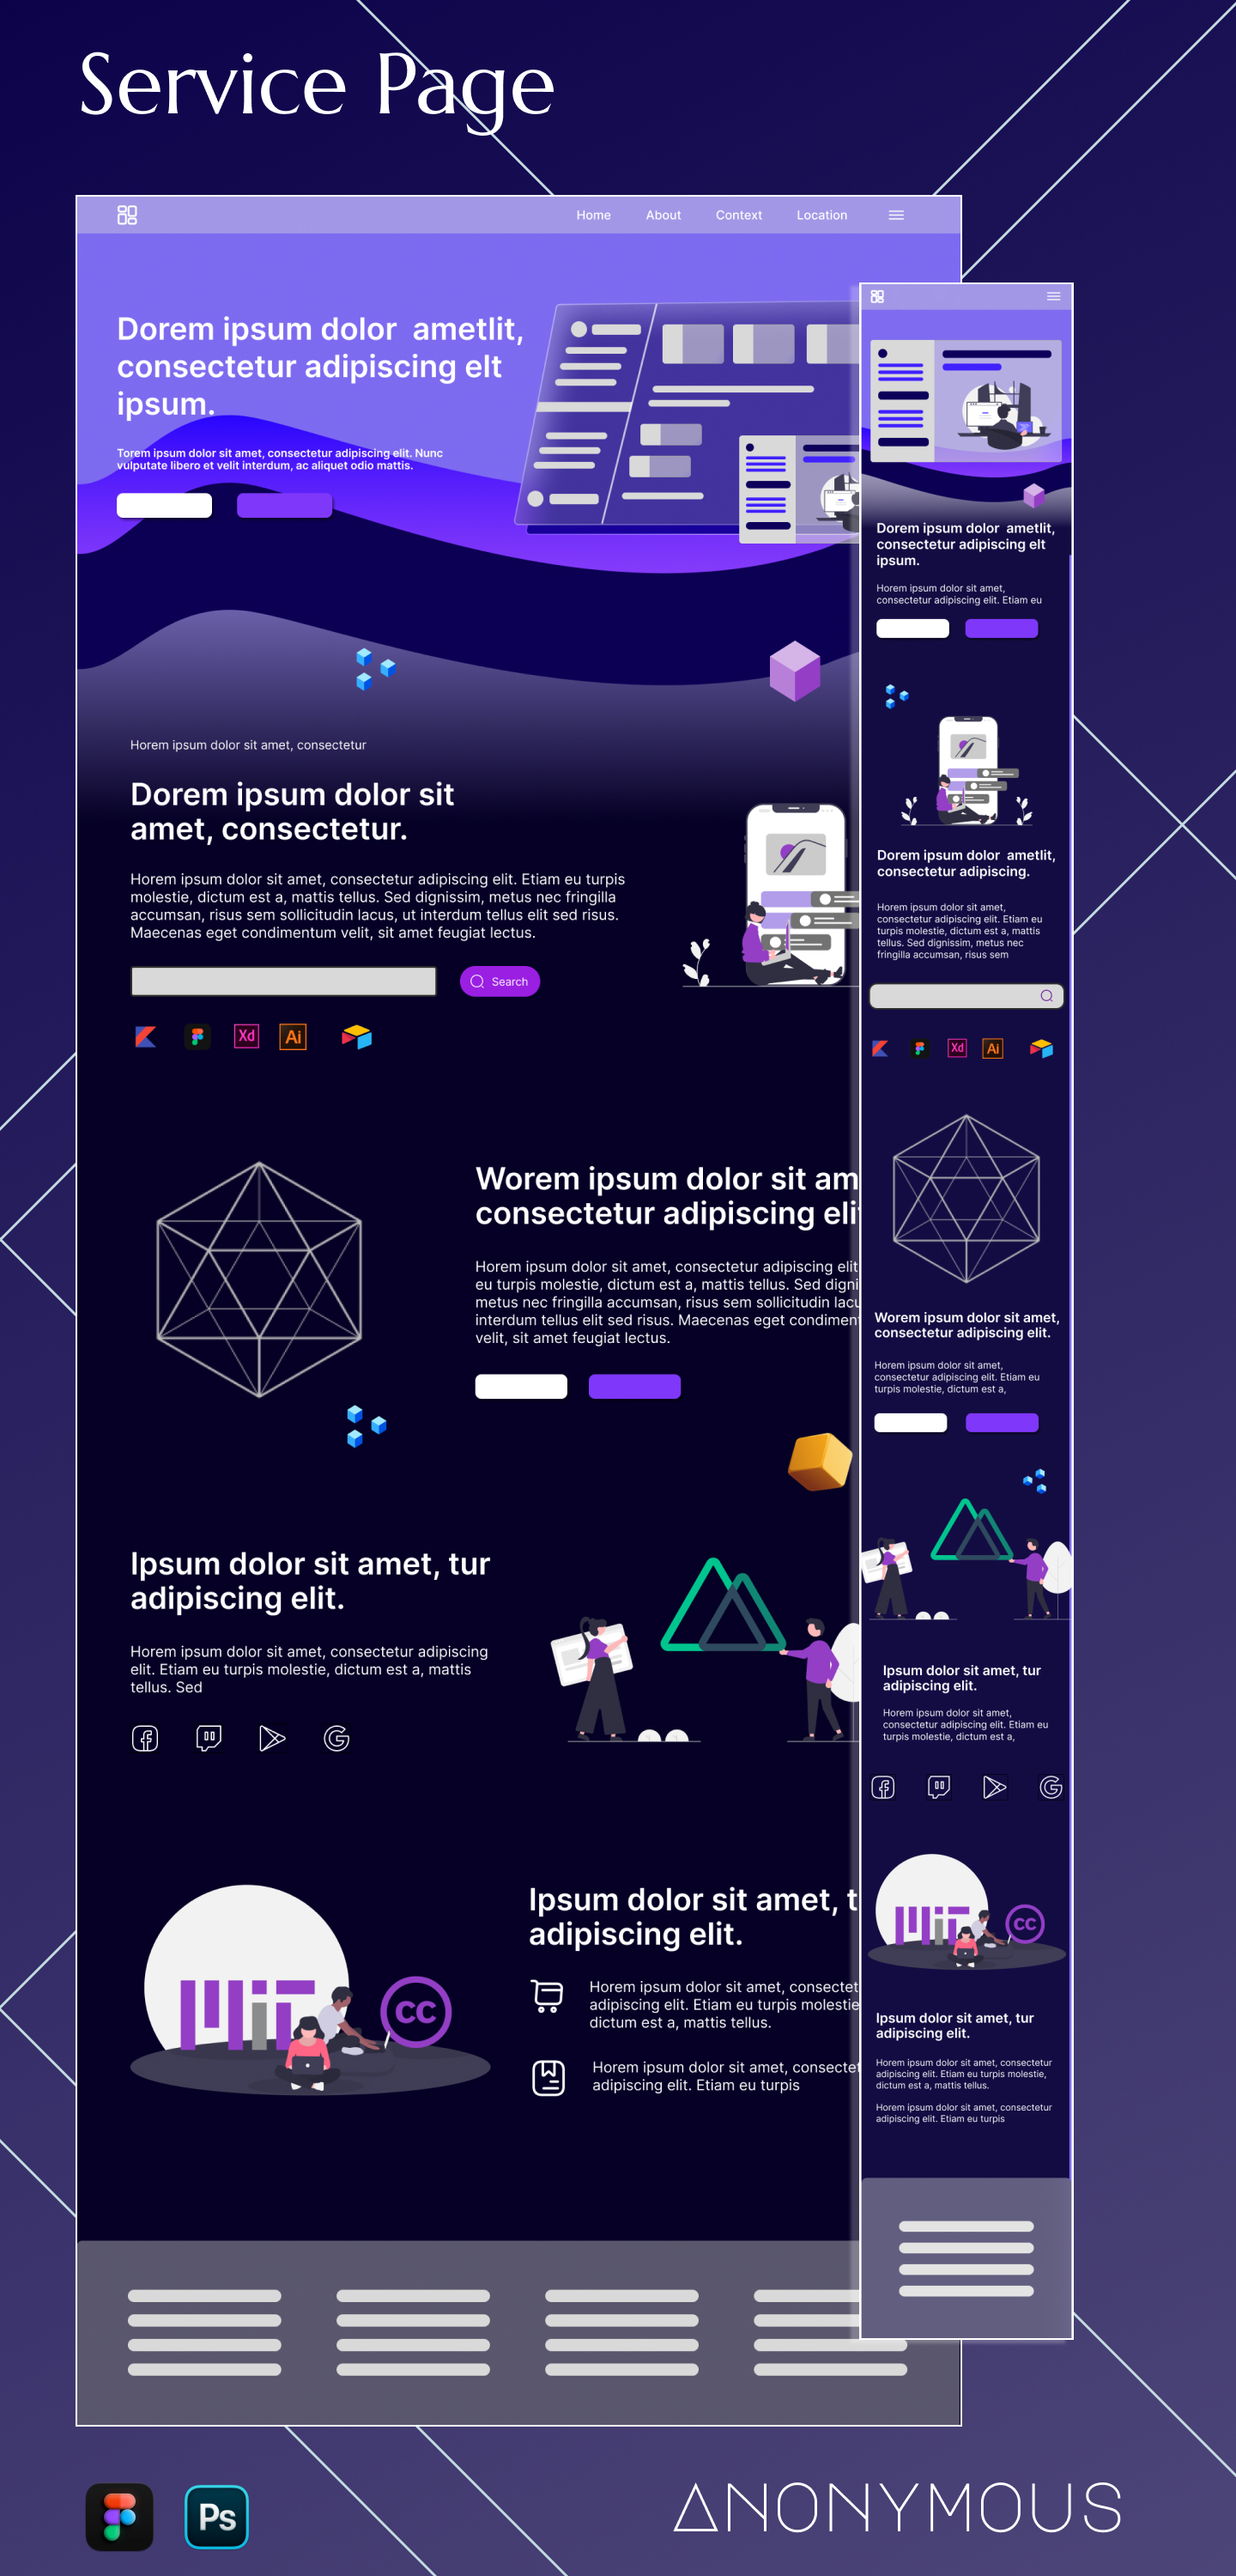 Service Page
Home About Context Location
Dorem ipsum dolor ametlit,
consectetur adipiscing elt
ipsum.
Torem ipsum dolor sit amet, consectetur adipiscing elit. Nunc
vulputate libero et velit interdum, ac aliquet odio mattis.
Horem ipsum dolor sit amet, consectetur
Dorem ipsum dolor sit
amet, consectetur.
Horem ipsum dolor sit amet, consectetur adipiscing elit. Etiam eu turpis
molestie, dictum est a, mattis tellus. Sed dignissim, metus nec fringilla
accumsan, risus sem sollicitudin lacus, ut interdum tellus elit sed risus.
Maecenas eget condimentum velit, sit amet feugiat lectus.
Search
Xd Ai
Worem ipsum dolor sit am
consectetur adipiscing eli
Horem ipsum dolor sit amet, consectetur adipiscing elit
eu turpis molestie, dictum est a, mattis tellus. Sed digni
metus nec fringilla accumsan, risus sem sollicitudin lacu
interdum tellus elit sed risus. Maecenas eget condimen
velit, sit amet feugiat lectus.
Ipsum dolor sit amet, tur
adipiscing elit.
Horem ipsum dolor sit amet, consectetur adipiscing
elit. Etiam eu turpis molestie, dictum est a, mattis
tellus. Sed
MiT
CC
Ipsum dolor sit amet, t
adipiscing elit.
Horem ipsum dolor sit amet, consectet
adipiscing elit. Etiam eu turpis molestie
dictum est a, mattis tellus.
Horem ipsum dolor sit amet, consectet
adipiscing elit. Etiam eu turpis
Dorem ipsum dolor ametlit,
consectetur adipiscing elt
ipsum.
Horem ipsum dolor sit amet,
consectetur adipiscing elit. Etiam eu
Dorem ipsum dolor ametlit,
consectetur adipiscing.
Horem ipsum dolor sit amet,
consectetur adipiscing elit. Etiam eu
turpis molestie, dictum est a, mattis
tellus. Sed dignissim, metus nec
fringilla accumsan, risus sem
Xd Ai
Worem ipsum dolor sit amet,
consectetur adipiscing elit.
Horem ipsum dolor sit amet,
consectetur adipiscing elit. Etiam eu
turpis molestie, dictum est a,
Ipsum dolor sit amet, tur
adipiscing elit.
Horem ipsum dolor sit amet,
consectetur adipiscing elit. Etiam eu
turpis molestie, dictum est a,
MiT
CC
Ipsum dolor sit amet, tur
adipiscing elit.
Horem ipsum dolor sit amet, consectetur
adipiscing elit. Etiam eu turpis molestie,
dictum est a, mattis tellus.
Horem ipsum dolor sit amet, consectetur
adipiscing elit. Etiam eu turpis
Ps
ANONYMOUS